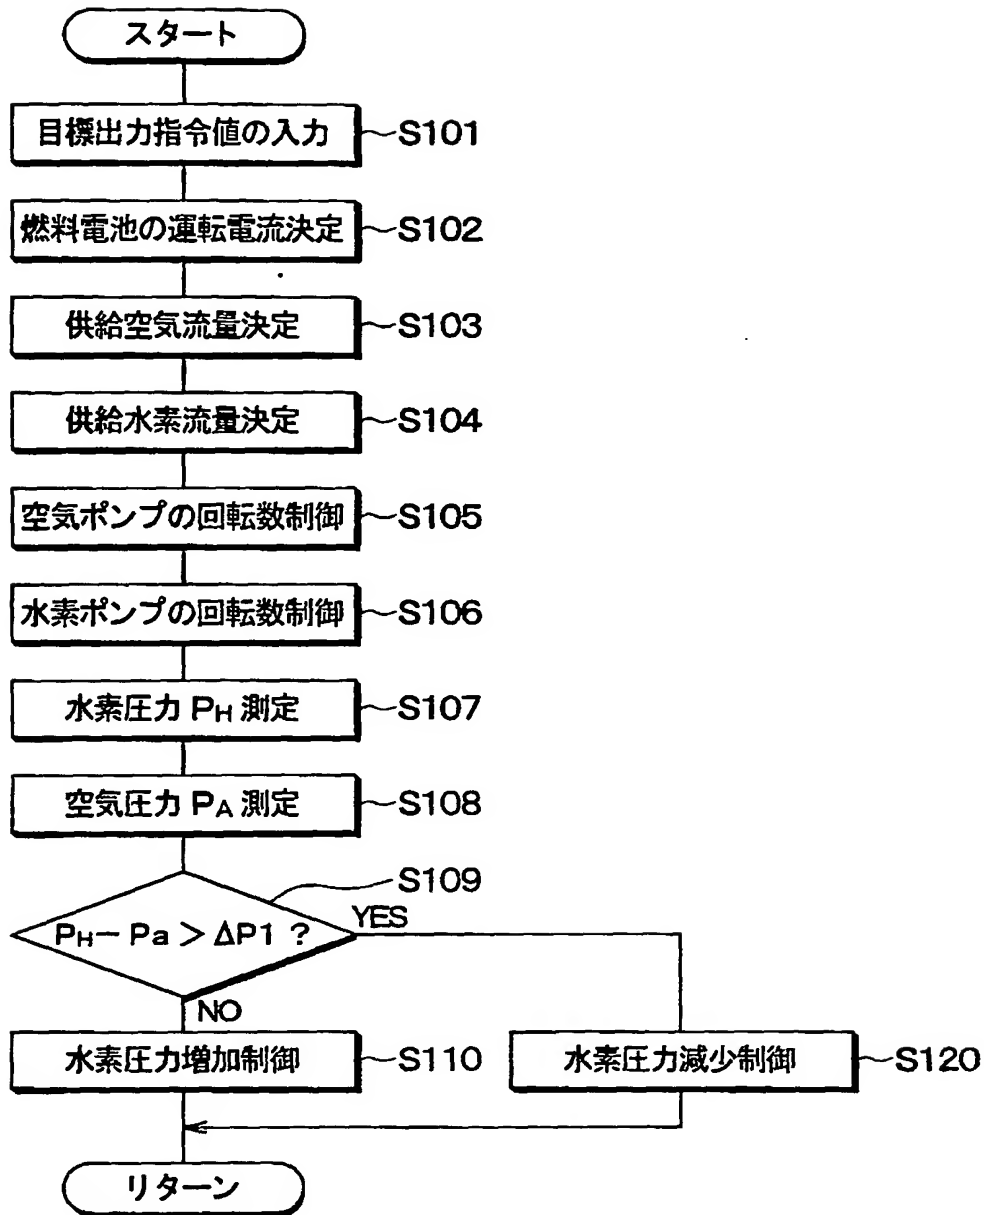 スタート
目標出力指令値の入力 ~S101
燃料電池の運転電流決定 ~S102
供給空気流量決定 ~S103
供給水素流量決定 ~S104
空気ポンプの回転数制御 ~S105
水素ポンプの回転数制御 ~S106
水素圧力 PH 測定 ~S107
空気圧力 PA 測定 ~S108
S109
PH－Pa＞ΔP1 ?
YES
NO
水素圧力増加制御 ~S110
水素圧力減少制御 ~S120
リターン